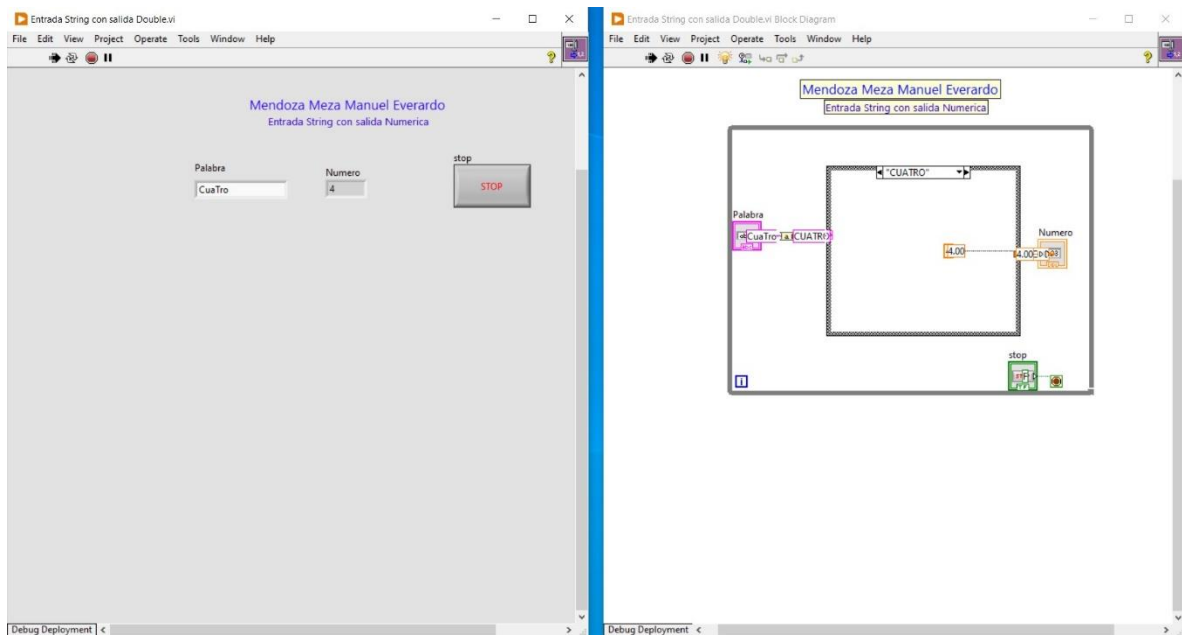 Entrada String con salida Double.vi
File Edit View Project Operate Tools Window Help
Mendoza Meza Manuel Everardo
Entrada String con salida Numerica
Palabra
CuaTro
Numero
4
stop
STOP
Debug Deployment
Entrada String con salida Double.vi Block Diagram
File Edit View Project Operate Tools Window Help
Mendoza Meza Manuel Everardo
Entrada String con salida Numerica
"CUATRO"
Palabra
CuaTro
CUATRO
4.00
Numero
4.00
stop
i
Debug Deployment